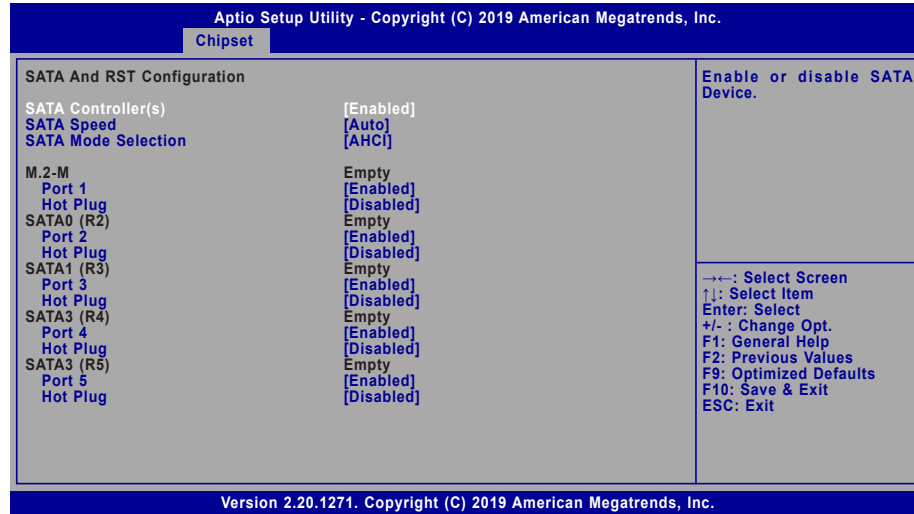 Aptio Setup Utility - Copyright (C) 2019 American Megatrends, Inc.
Chipset
SATA And RST Configuration
SATA Controller(s) [Enabled]
SATA Speed [Auto]
SATA Mode Selection [AHCI]
M.2-M Empty
Port 1 [Enabled]
Hot Plug [Disabled]
SATA0 (R2) Empty
Port 2 [Enabled]
Hot Plug [Disabled]
SATA1 (R3) Empty
Port 3 [Enabled]
Hot Plug [Disabled]
SATA3 (R4) Empty
Port 4 [Enabled]
Hot Plug [Disabled]
SATA3 (R5) Empty
Port 5 [Enabled]
Hot Plug [Disabled]
Enable or disable SATA
Device.
→←: Select Screen
↑↓: Select Item
Enter: Select
+/- : Change Opt.
F1: General Help
F2: Previous Values
F9: Optimized Defaults
F10: Save & Exit
ESC: Exit
Version 2.20.1271. Copyright (C) 2019 American Megatrends, Inc.